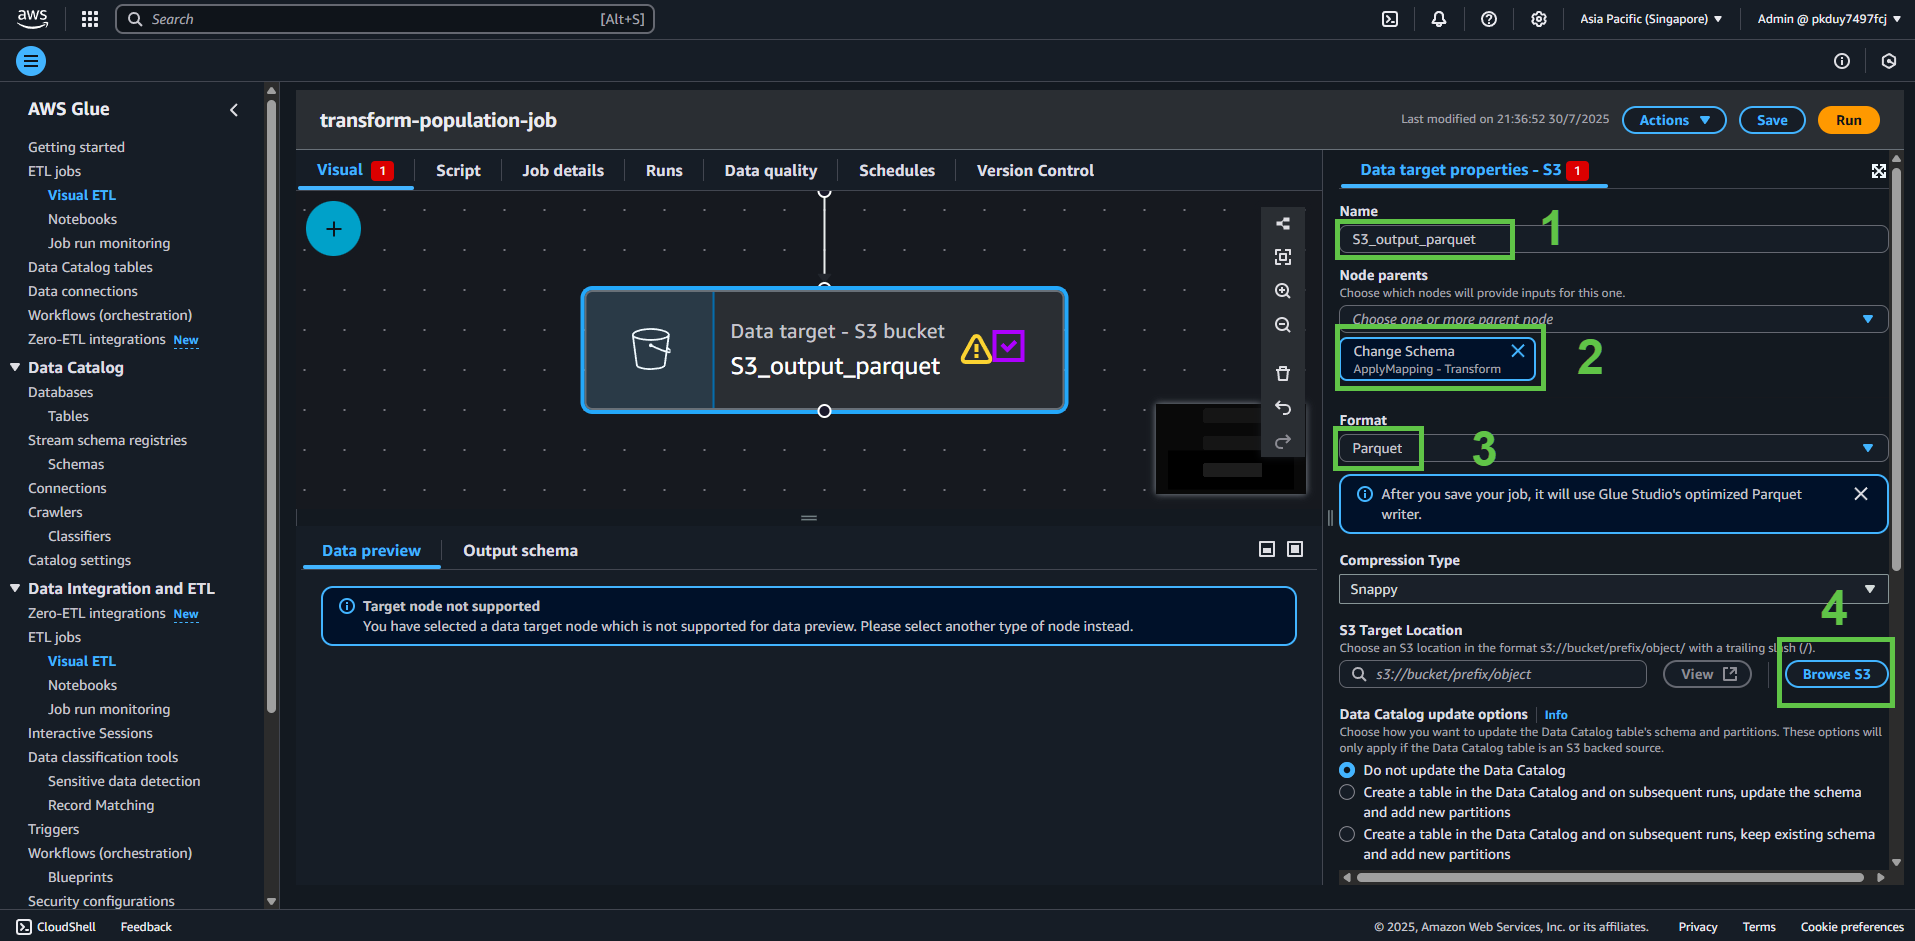 aws
Search
[Alt+S]
Asia Pacific (Singapore)
Admin @ pkduy7497fcj
AWS Glue
Getting started
ETL jobs
Visual ETL
Notebooks
Job run monitoring
Data Catalog tables
Data connections
Workflows (orchestration)
Zero-ETL integrations New
Data Catalog
Databases
Tables
Stream schema registries
Schemas
Connections
Crawlers
Classifiers
Catalog settings
Data Integration and ETL
Zero-ETL integrations New
ETL jobs
Visual ETL
Notebooks
Job run monitoring
Interactive Sessions
Data classification tools
Sensitive data detection
Record Matching
Triggers
Workflows (orchestration)
Blueprints
Security configurations
transform-population-job
Last modified on 21:36:52 30/7/2025
Actions
Save
Run
Visual 1
Script
Job details
Runs
Data quality
Schedules
Version Control
Data target - S3 bucket
S3_output_parquet
Data preview
Output schema
Target node not supported
You have selected a data target node which is not supported for data preview. Please select another type of node instead.
Data target properties - S3 1
Name
S3_output_parquet
1
Node parents
Choose which nodes will provide inputs for this one.
Choose one or more parent node
Change Schema
ApplyMapping - Transform
2
Format
Parquet
3
After you save your job, it will use Glue Studio's optimized Parquet
writer.
Compression Type
Snappy
4
S3 Target Location
Choose an S3 location in the format s3://bucket/prefix/object/ with a trailing slash (/).
s3://bucket/prefix/object
View
Browse S3
Data Catalog update options Info
Choose how you want to update the Data Catalog table's schema and partitions. These options will
only apply if the Data Catalog table is an S3 backed source.
Do not update the Data Catalog
Create a table in the Data Catalog and on subsequent runs, update the schema
and add new partitions
Create a table in the Data Catalog and on subsequent runs, keep existing schema
and add new partitions
CloudShell
Feedback
© 2025, Amazon Web Services, Inc. or its affiliates.
Privacy
Terms
Cookie preferences